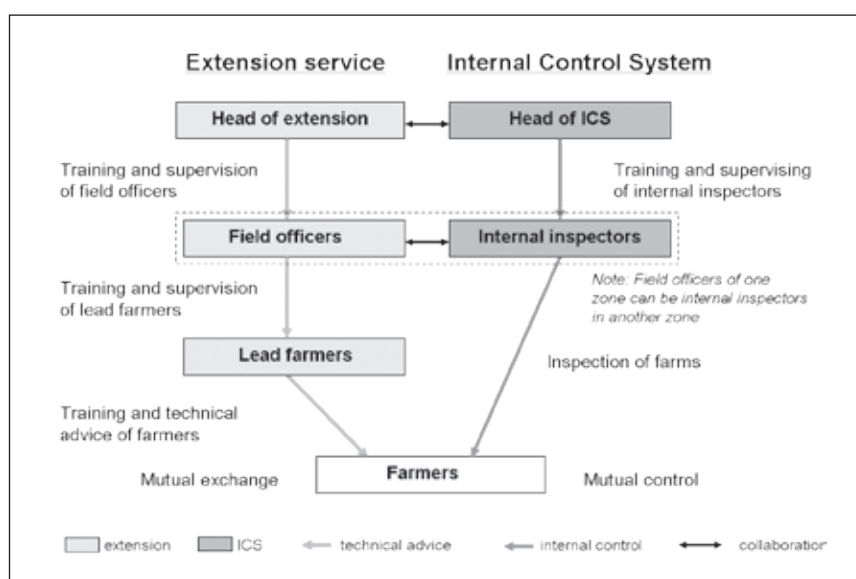 Extension service
Internal Control System
Head of extension
Head of ICS
Training and supervision
of field officers
Training and supervising
of internal inspectors
Field officers
Internal inspectors
Note: Field officers of one
zone can be internal inspectors
in another zone
Training and supervision
of lead farmers
Lead farmers
Inspection of farms
Training and technical
advice of farmers
Farmers
Mutual exchange
Mutual control
extension
ICS
technical advice
internal control
collaboration